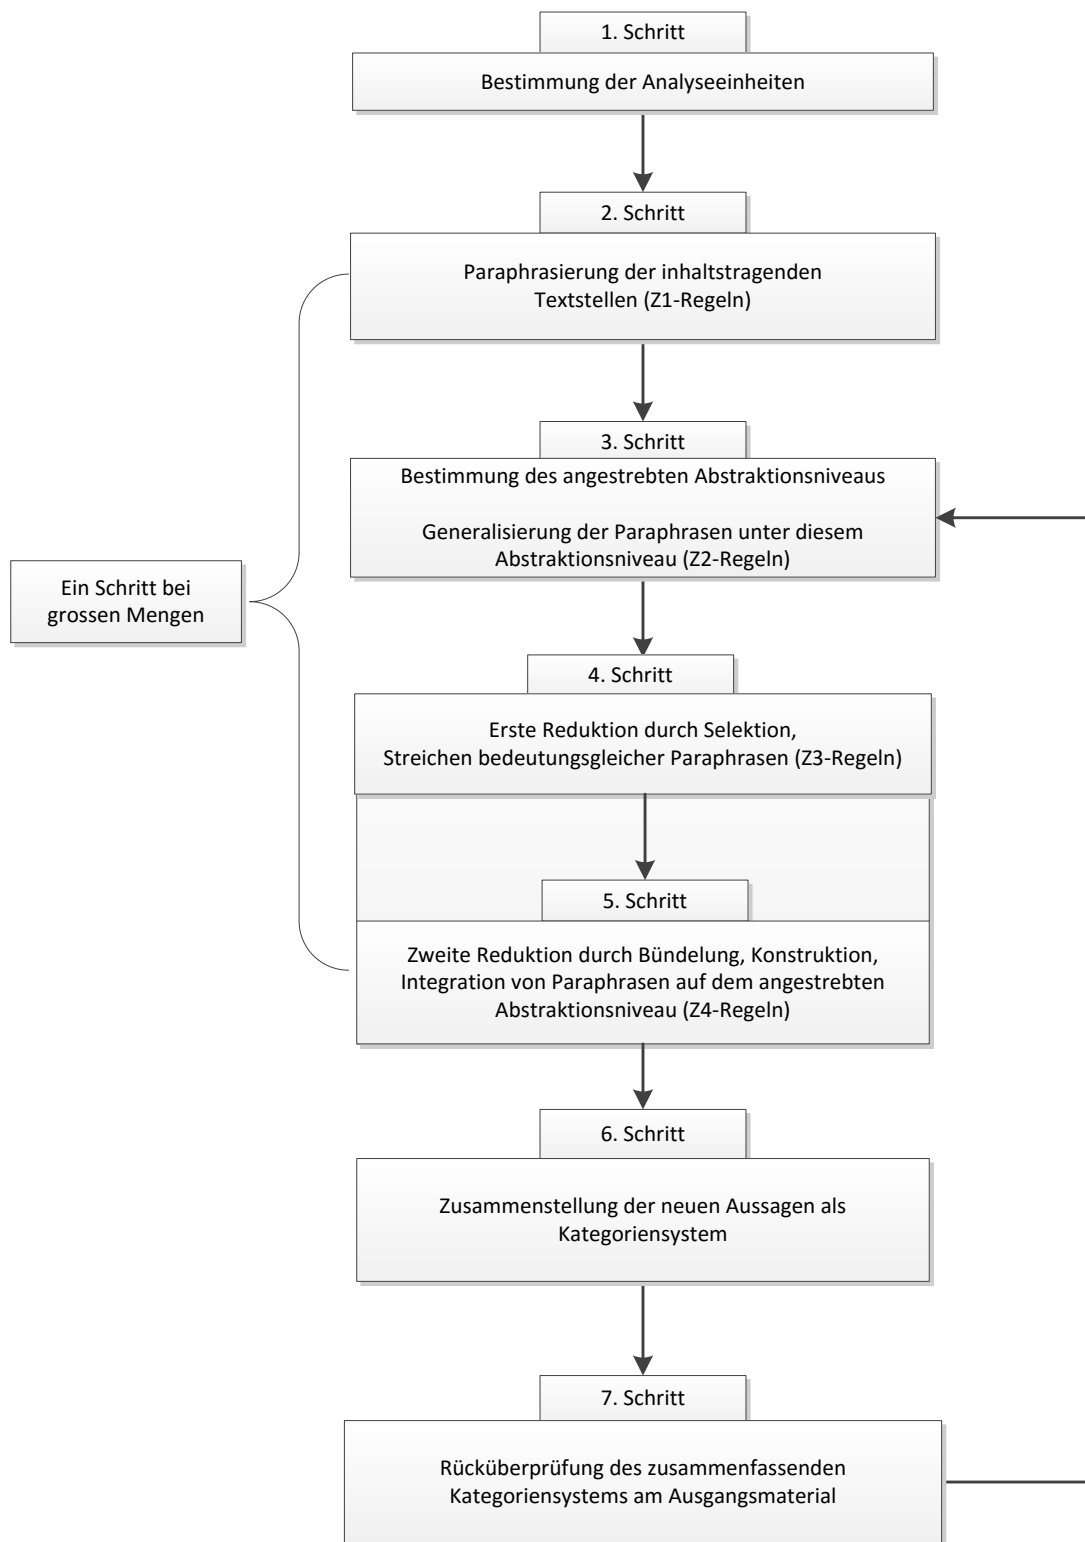 1. Schritt
Bestimmung der Analyseeinheiten
2. Schritt
Paraphrasierung der inhaltstragenden
Textstellen (Z1-Regeln)
3. Schritt
Bestimmung des angestrebten Abstraktionsniveaus
Generalisierung der Paraphrasen unter diesem
Abstraktionsniveau (Z2-Regeln)
Ein Schritt bei
grossen Mengen
4. Schritt
Erste Reduktion durch Selektion,
Streichen bedeutungsgleicher Paraphrasen (Z3-Regeln)
5. Schritt
Zweite Reduktion durch Bündelung, Konstruktion,
Integration von Paraphrasen auf dem angestrebten
Abstraktionsniveau (Z4-Regeln)
6. Schritt
Zusammenstellung der neuen Aussagen als
Kategoriensystem
7. Schritt
Rücküberprüfung des zusammenfassenden
Kategoriensystems am Ausgangsmaterial